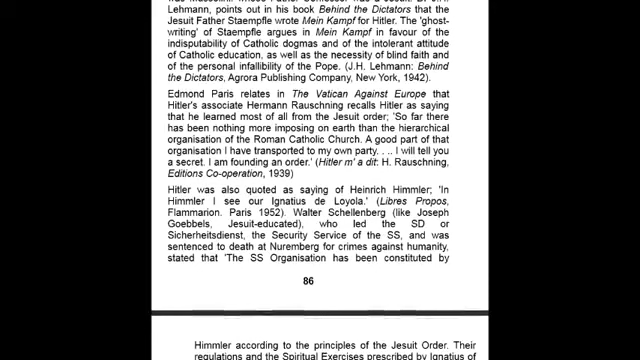 Lehmann, points out in his book Behind the Dictators that the
Jesuit Father Staempfle wrote Mein Kampf for Hitler. The 'ghost-
writing' of Staempfle argues in Mein Kampf in favour of the
indisputability of Catholic dogmas and of the intolerant attitude
of Catholic education, as well as the necessity of blind faith and
of the personal infallibility of the Pope. (J.H. Lehmann: Behind
the Dictators, Agrora Publishing Company, New York, 1942).
Edmond Paris relates in The Vatican Against Europe that
Hitler's associate Hermann Rauschning recalls Hitler as saying
that he learned most of all from the Jesuit order; 'So far there
has been nothing more imposing on earth than the hierarchical
organisation of the Roman Catholic Church. A good part of that
organisation I have transported to my own party. . .. I will tell you
a secret. I am founding an order.' (Hitler m' a dit: H. Rauschning,
Editions Co-operation, 1939)
Hitler was also quoted as saying of Heinrich Himmler; 'In
Himmler I see our Ignatius de Loyola.' (Libres Propos,
Flammarion. Paris 1952). Walter Schellenberg (like Joseph
Goebbels, Jesuit-educated), who led the SD or
Sicherheitsdienst, the Security Service of the SS, and was
sentenced to death at Nuremberg for crimes against humanity,
stated that 'The SS Organisation has been constituted by
86
Himmler according to the principles of the Jesuit Order. Their
regulations and the Spiritual Exercises prescribed by Ignatius of